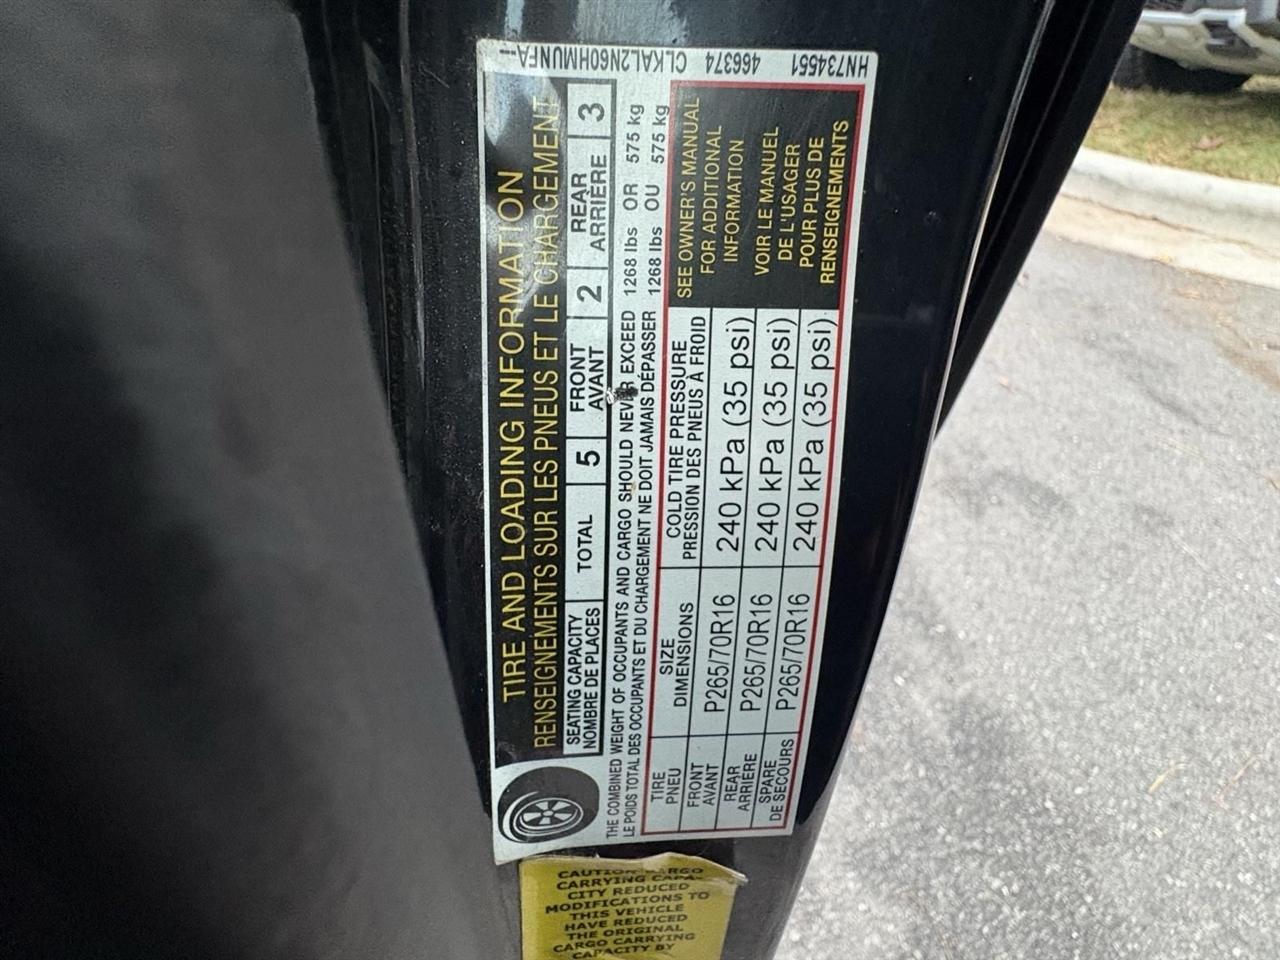 TIRE AND LOADING INFORMATION
RENSEIGNEMENTS SUR LES PNEUS ET LE CHARGEMENT
SEATING CAPACITY TOTAL 5 FRONT 2 REAR 3
NOMBRE DE PLACES AVANT ARRIÈRE
THE COMBINED WEIGHT OF OCCUPANTS AND CARGO SHOULD NEVER EXCEED 1268 lbs OR 575 kg
LE POIDS TOTAL DES OCCUPANTS ET DU CHARGEMENT NE DOIT JAMAIS DÉPASSER 1268 lbs OU 575 kg
TIRE SIZE COLD TIRE PRESSURE
PNEU DIMENSIONS PRESSION DES PNEUS À FROID
FRONT
AVANT P265/70R16 240 kPa (35 psi)
REAR
ARRIÈRE P265/70R16 240 kPa (35 psi)
SPARE
DE SECOURS P265/70R16 240 kPa (35 psi)
SEE OWNER'S MANUAL
FOR ADDITIONAL
INFORMATION
VOIR LE MANUEL
DE L'USAGER
POUR PLUS DE
RENSEIGNEMENTS
HN734551 466374 CLKAL2N60HMUNFA---
CAUTION CARGO
CARRYING CAPA-
CITY REDUCED
MODIFICATIONS TO
THIS VEHICLE
HAVE REDUCED
THE ORIGINAL
CARGO CARRYING
CAPACITY BY